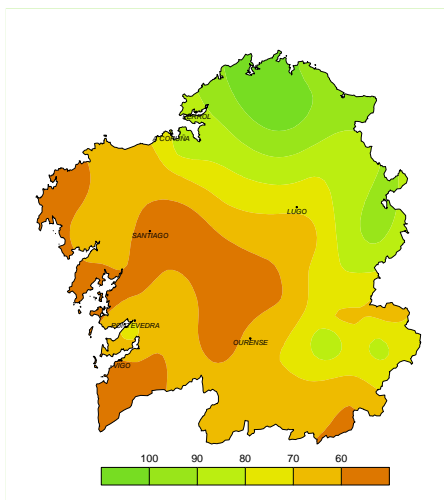 FERROL
CORUÑA
LUGO
SANTIAGO
PONTEVEDRA
OURENSE
VIGO
100 90 80 70 60